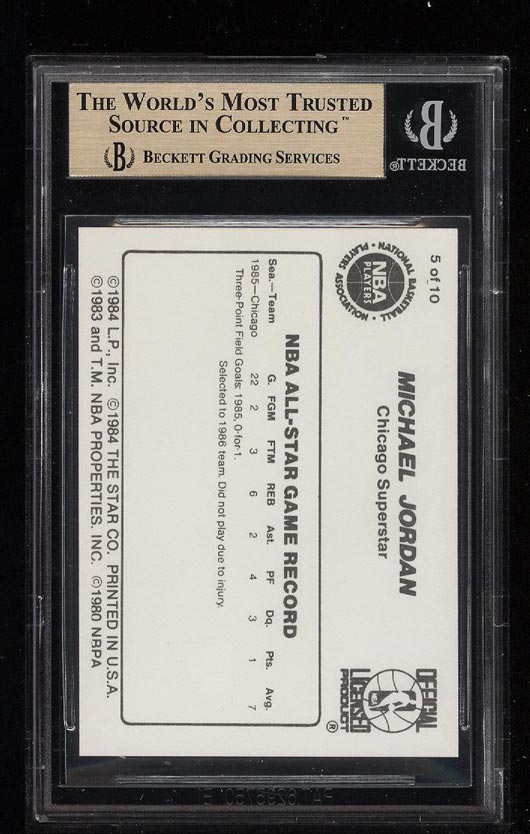 THE WORLD'S MOST TRUSTED
SOURCE IN COLLECTING™
B BECKETT GRADING SERVICES
B
BECKETT®
5 of 10
MICHAEL JORDAN
Chicago Superstar
NATIONAL BASKETBALL
PLAYERS ASSOCIATION
NBA
PLAYERS
OFFICIAL
NBA
LICENSED
PRODUCT®
NBA ALL-STAR GAME RECORD
Sea.—Team G. FGM FTM REB Ast. PF Dq. Pts. Avg.
1985—Chicago 22 2 3 6 2 4 3 1 7
Three-Point Field Goals: 1985, 0-for-1.
Selected to 1986 team. Did not play due to injury.
©1984 L.P., Inc. ©1984 THE STAR CO. PRINTED IN U.S.A.
©1983 and T.M. NBA PROPERTIES. INC. ©1980 NBPA